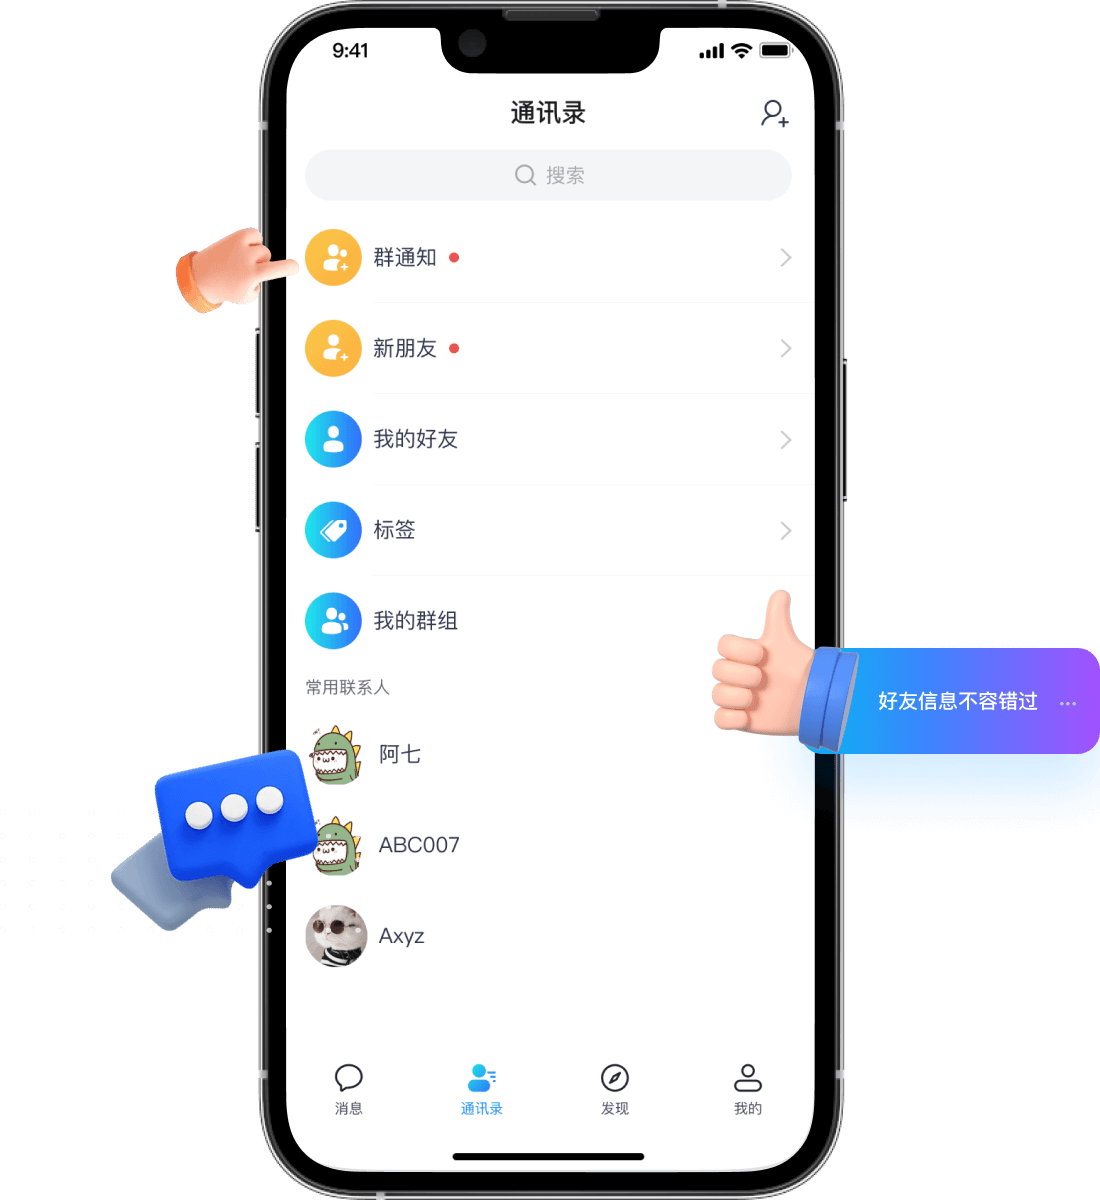 9:41
通讯录
搜索
群通知
新朋友
我的好友
标签
我的群组
好友信息不容错过 ...
常用联系人
阿七
ABC007
Axyz
消息
通讯录
发现
我的